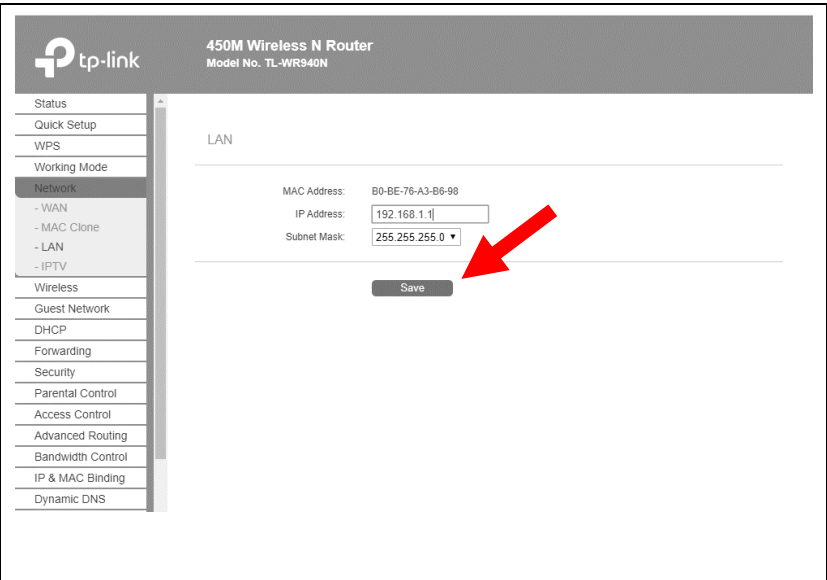 tp-link
450M Wireless N Router
Model No. TL-WR940N
Status
Quick Setup
WPS
Working Mode
Network
- WAN
- MAC Clone
- LAN
- IPTV
Wireless
Guest Network
DHCP
Forwarding
Security
Parental Control
Access Control
Advanced Routing
Bandwidth Control
IP & MAC Binding
Dynamic DNS
LAN
MAC Address: B0-BE-76-A3-B6-98
IP Address: 192.168.1.1
Subnet Mask: 255.255.255.0
Save